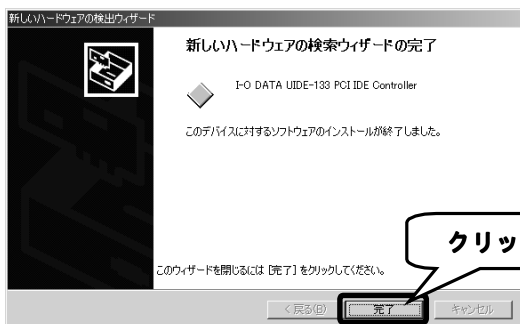 新しいハードウェアの検出ウィザード
新しいハードウェアの検索ウィザードの完了
I-O DATA UIDE-133 PCI IDE Controller
このデバイスに対するソフトウェアのインストールが終了しました。
クリッ
このウィザードを閉じるには [完了] をクリックしてください。
< 戻る(B)
完了
キャンセル